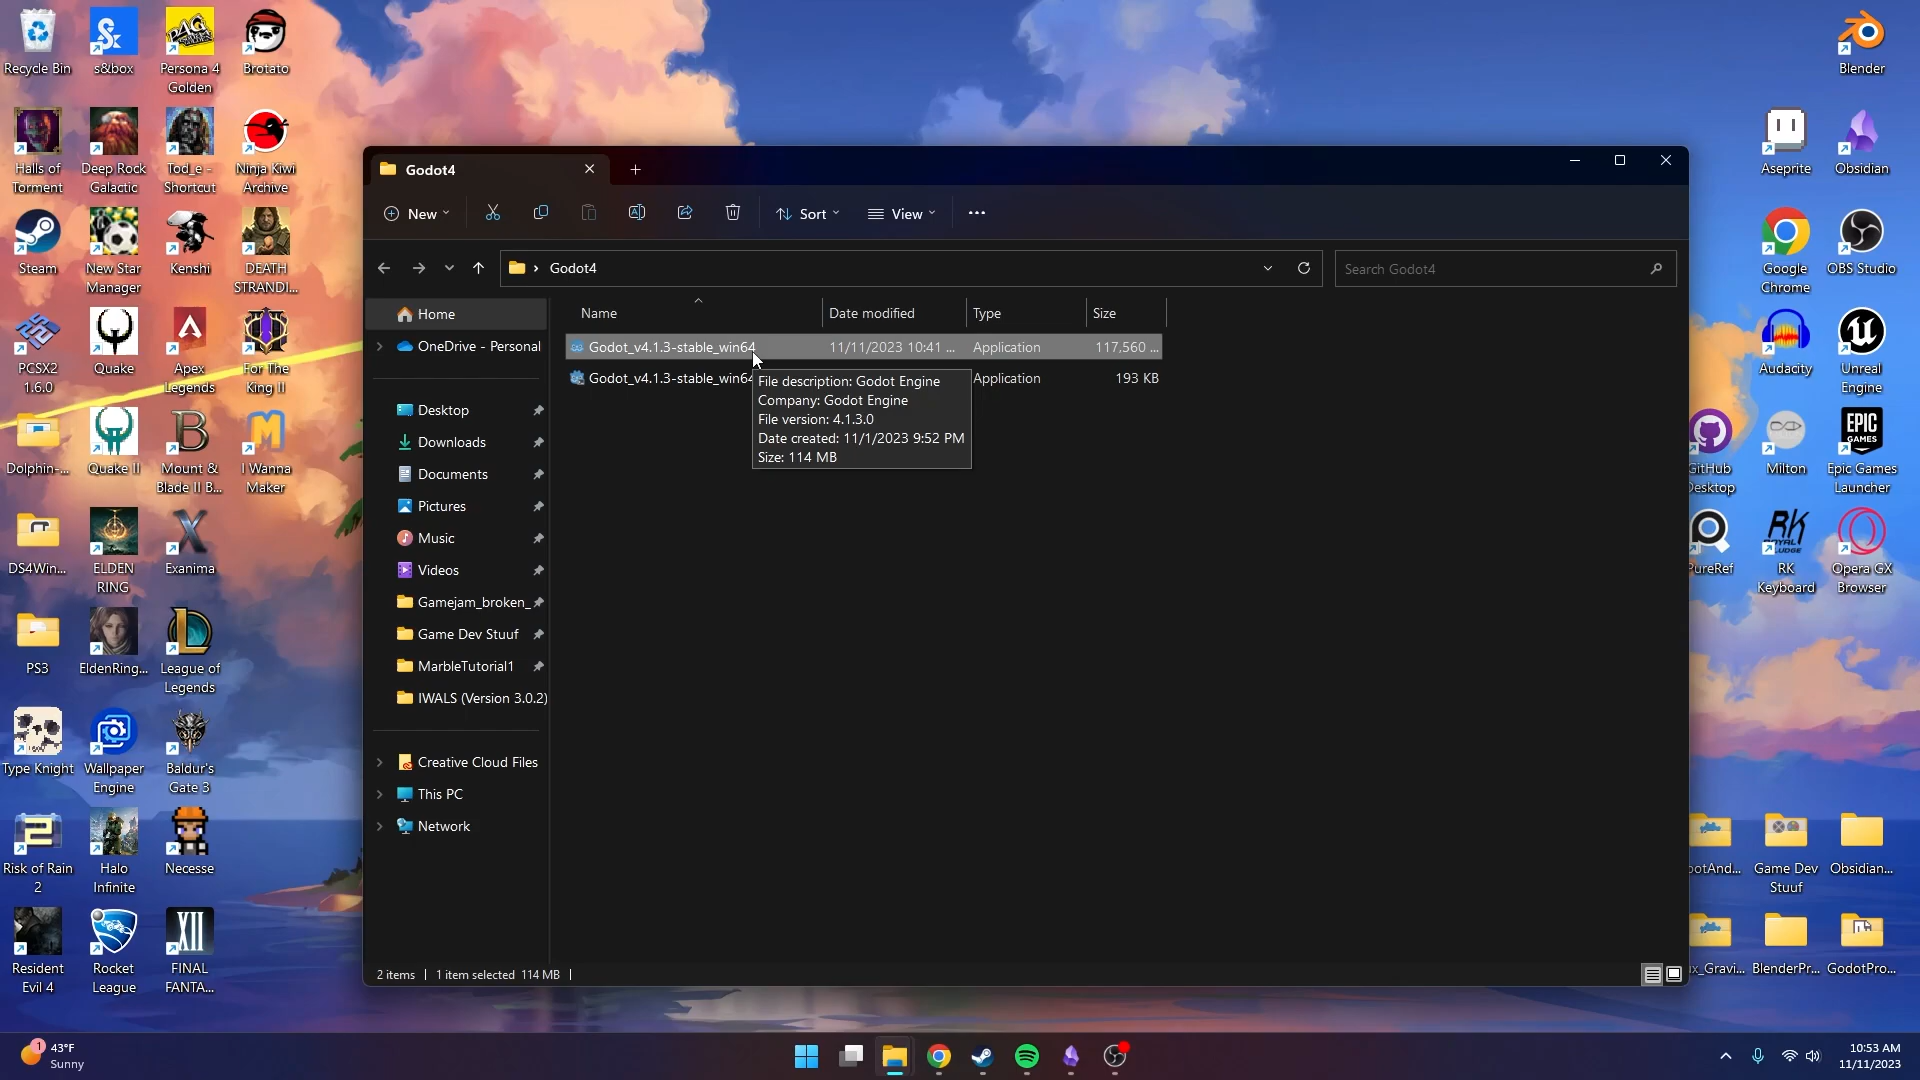 Recycle Bin
s&box
Persona 4
Golden
Brotato
Halls of
Torment
Deep Rock
Galactic
Tod_e -
Shortcut
Ninja Kiwi
Archive
Steam
New Star
Manager
Kenshi
DEATH
STRANDI...
PCSX2
1.6.0
Quake
Apex
Legends
For The
King II
Dolphin-...
Quake II
Mount &
Blade II B...
I Wanna
Maker
DS4Win...
ELDEN
RING
Exanima
PS3
EldenRing...
League of
Legends
Type Knight
Wallpaper
Engine
Baldur's
Gate 3
Risk of Rain
2
Halo
Infinite
Necesse
Resident
Evil 4
Rocket
League
XII
FINAL
FANTA...
Godot4
New
Sort
View
Godot4
Search Godot4
Home
OneDrive - Personal
Desktop
Downloads
Documents
Pictures
Music
Videos
Gamejam_broken_
Game Dev Stuuf
MarbleTutorial1
IWALS (Version 3.0.2)
Creative Cloud Files
This PC
Network
Name
Date modified
Type
Size
Godot_v4.1.3-stable_win64
11/11/2023 10:41 ...
Application
117,560 ...
Godot_v4.1.3-stable_win64
Application
193 KB
File description: Godot Engine
Company: Godot Engine
File version: 4.1.3.0
Date created: 11/1/2023 9:52 PM
Size: 114 MB
2 items
1 item selected 114 MB
Blender
Aseprite
Obsidian
Google
Chrome
OBS Studio
Audacity
Unreal
Engine
GitHub
Desktop
Milton
EPIC
GAMES
Epic Games
Launcher
PureRef
RK
RK
Keyboard
Opera GX
Browser
ootAnd...
Game Dev
Stuuf
Obsidian...
ux_Gravi...
BlenderPr...
GodotPro...
1
43°F
Sunny
10:53 AM
11/11/2023